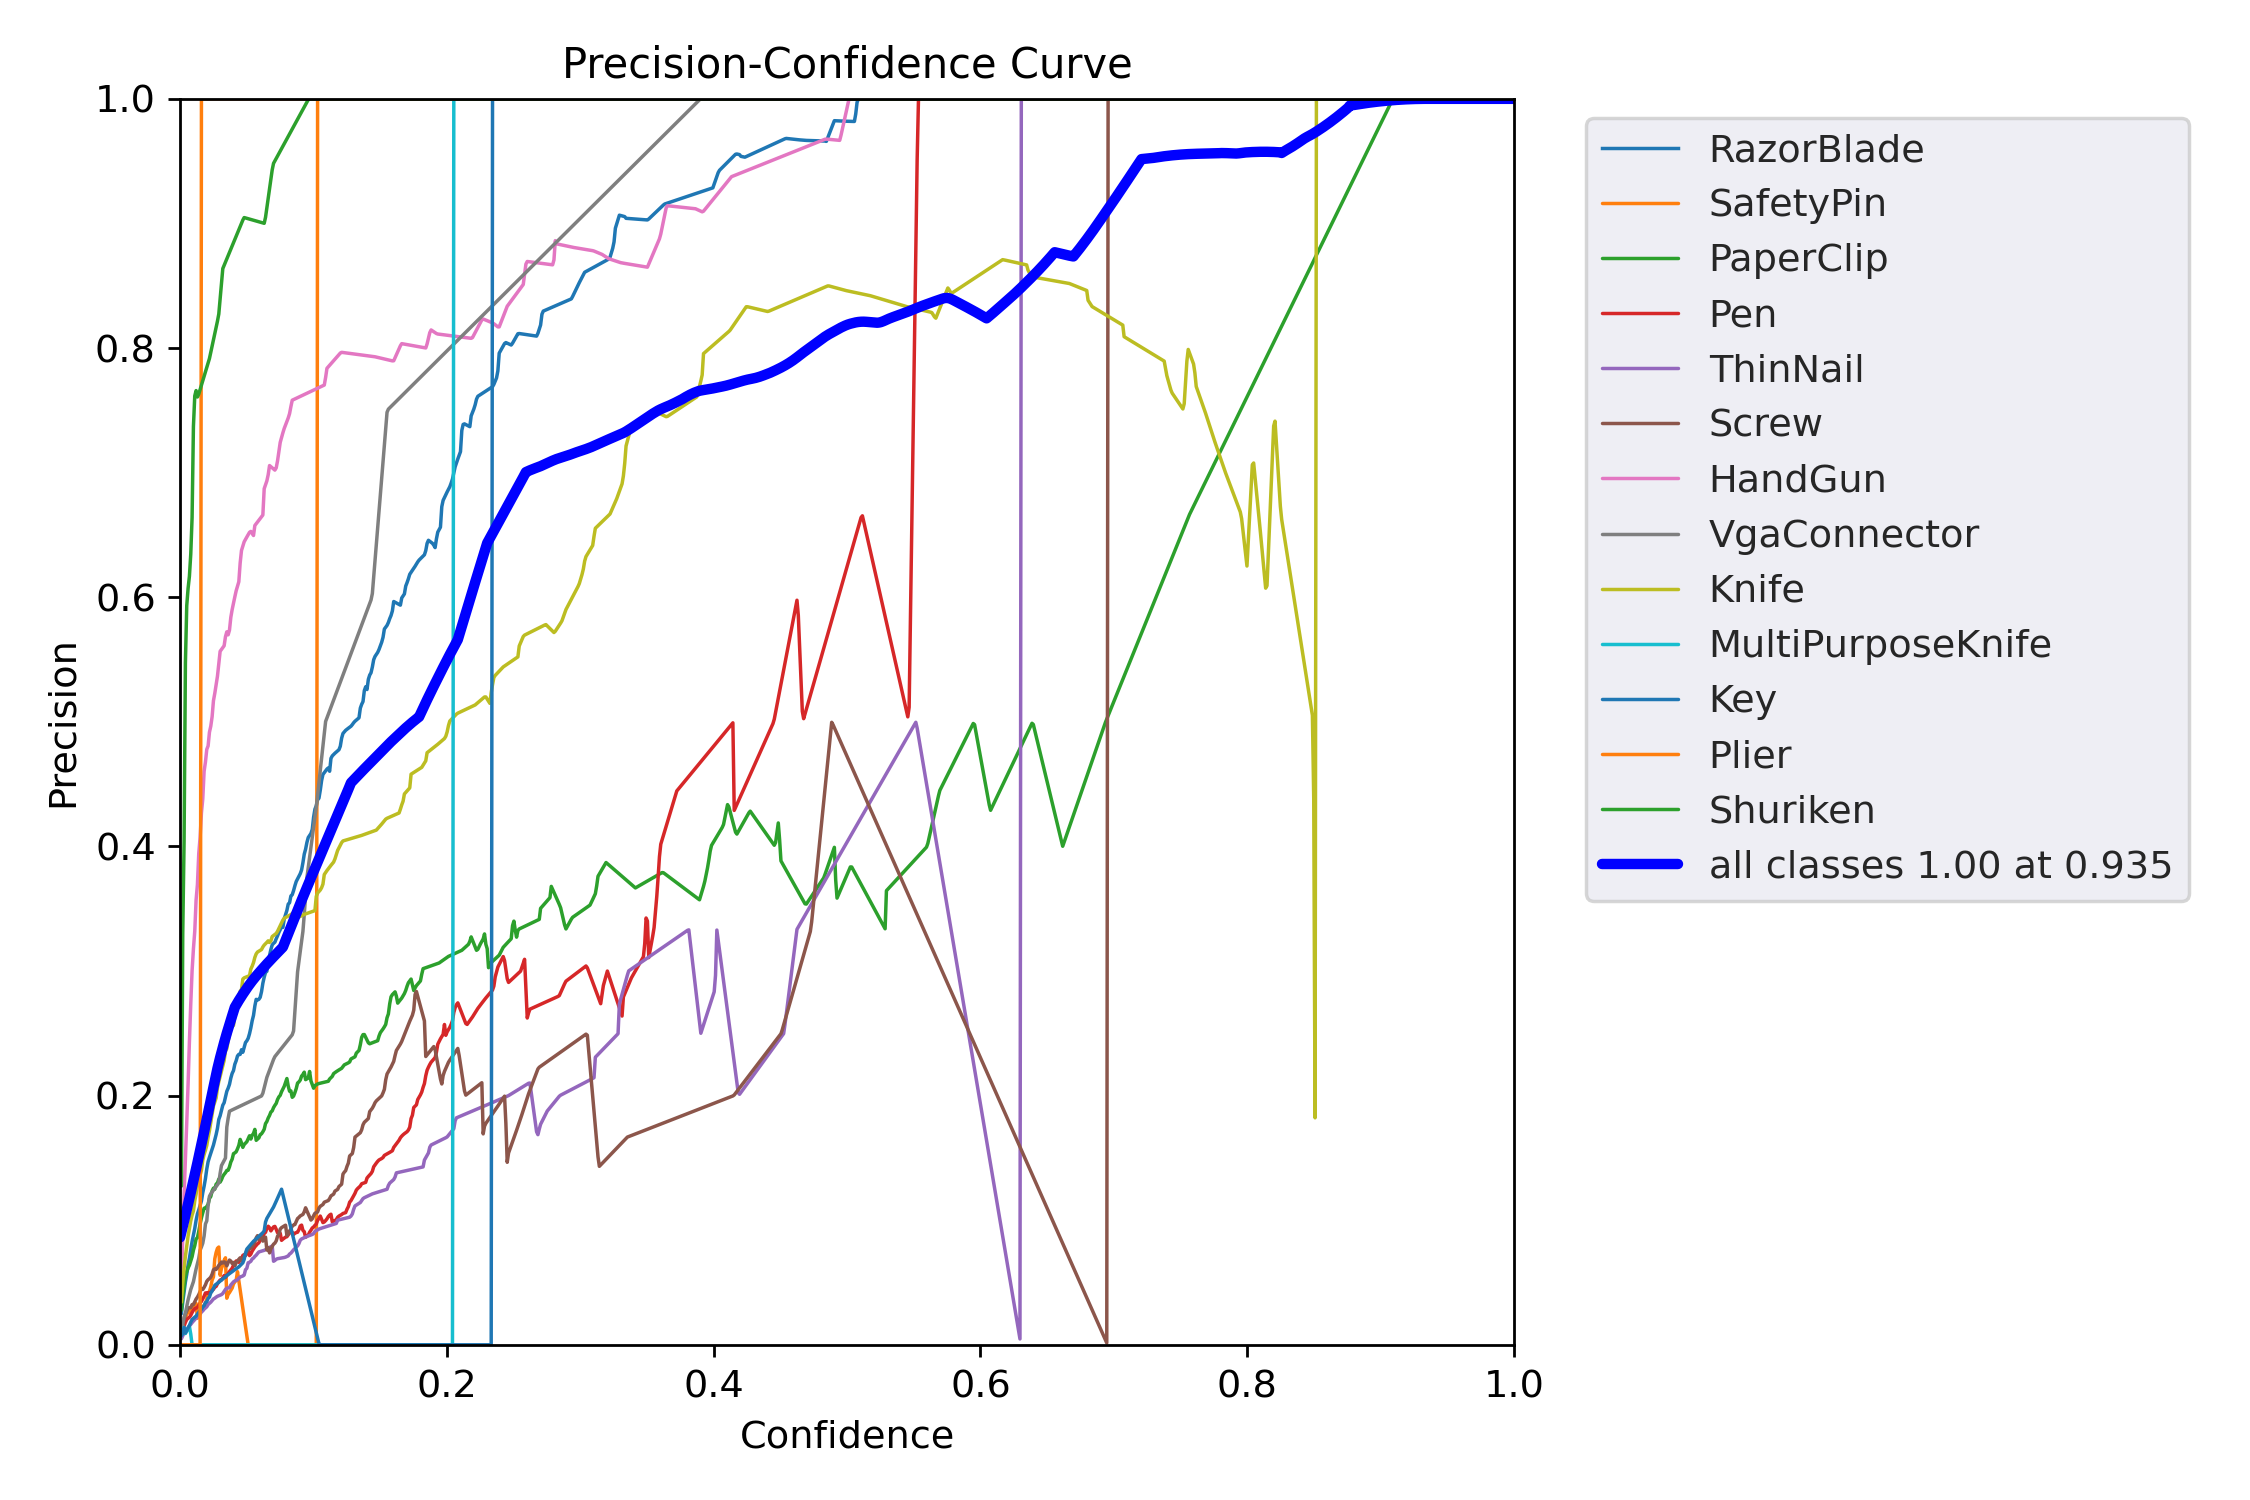 Precision-Confidence Curve
1.0
0.8
0.6
0.4
0.2
0.0
Precision
0.0 0.2 0.4 0.6 0.8 1.0
Confidence
RazorBlade
SafetyPin
PaperClip
Pen
ThinNail
Screw
HandGun
VgaConnector
Knife
MultiPurposeKnife
Key
Plier
Shuriken
all classes 1.00 at 0.935